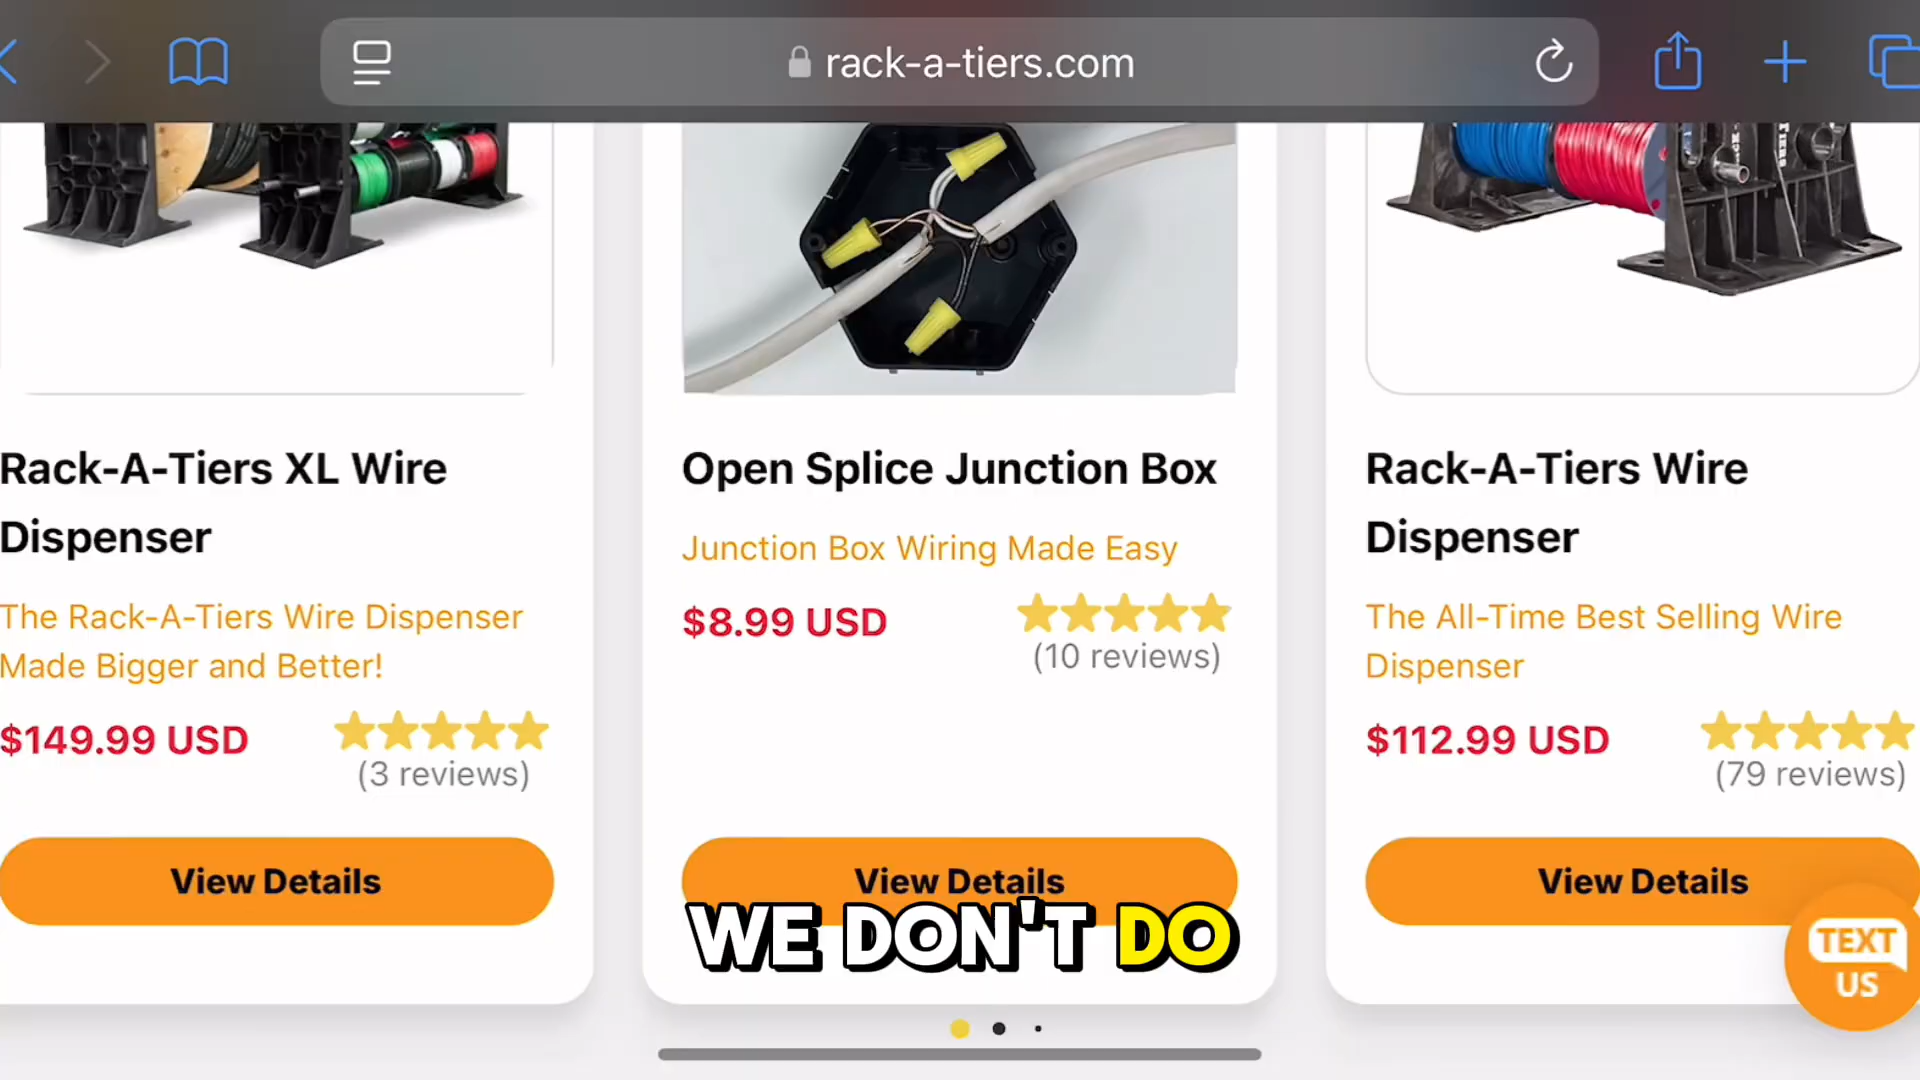 rack-a-tiers.com
Rack-A-Tiers XL Wire
Dispenser
The Rack-A-Tiers Wire Dispenser
Made Bigger and Better!
$149.99 USD
(3 reviews)
View Details
Open Splice Junction Box
Junction Box Wiring Made Easy
$8.99 USD
(10 reviews)
View Details
Rack-A-Tiers Wire
Dispenser
The All-Time Best Selling Wire
Dispenser
$112.99 USD
(79 reviews)
View Details
WE DON'T DO
TEXT
US